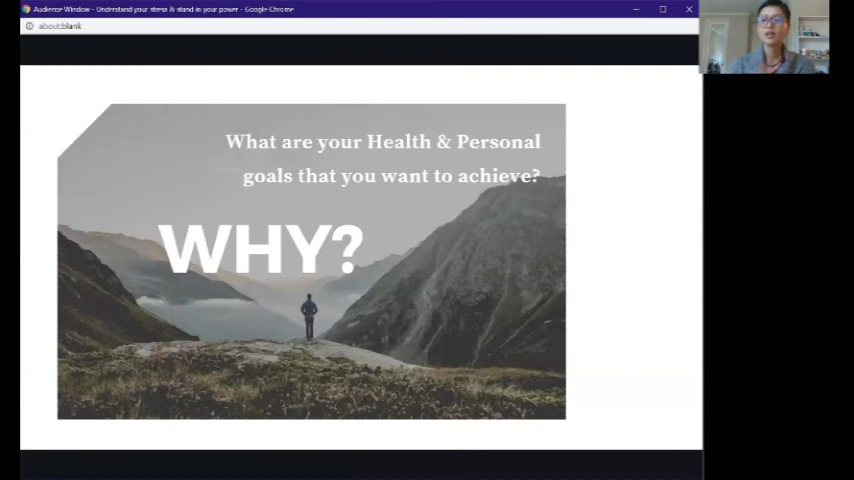 Audience Window - Understand your stress & stand in your power - Google Chrome
about:blank
What are your Health & Personal
goals that you want to achieve?
WHY?